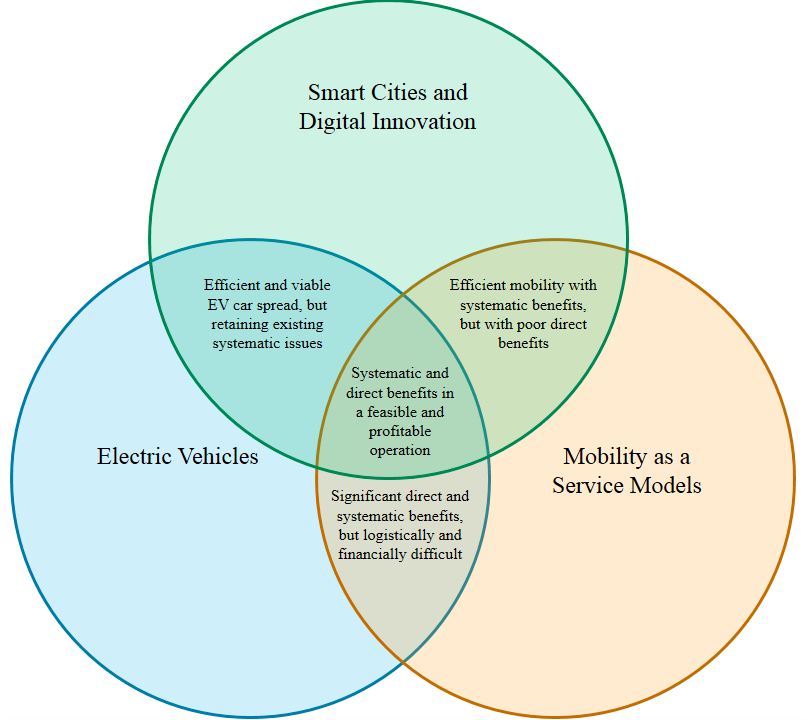 Smart Cities and
Digital Innovation
Efficient and viable
EV car spread, but
retaining existing
systematic issues
Efficient mobility with
systematic benefits,
but with poor direct
benefits
Systematic and
direct benefits in
a feasible and
profitable
operation
Electric Vehicles
Mobility as a
Service Models
Significant direct and
systematic benefits,
but logistically and
financially difficult